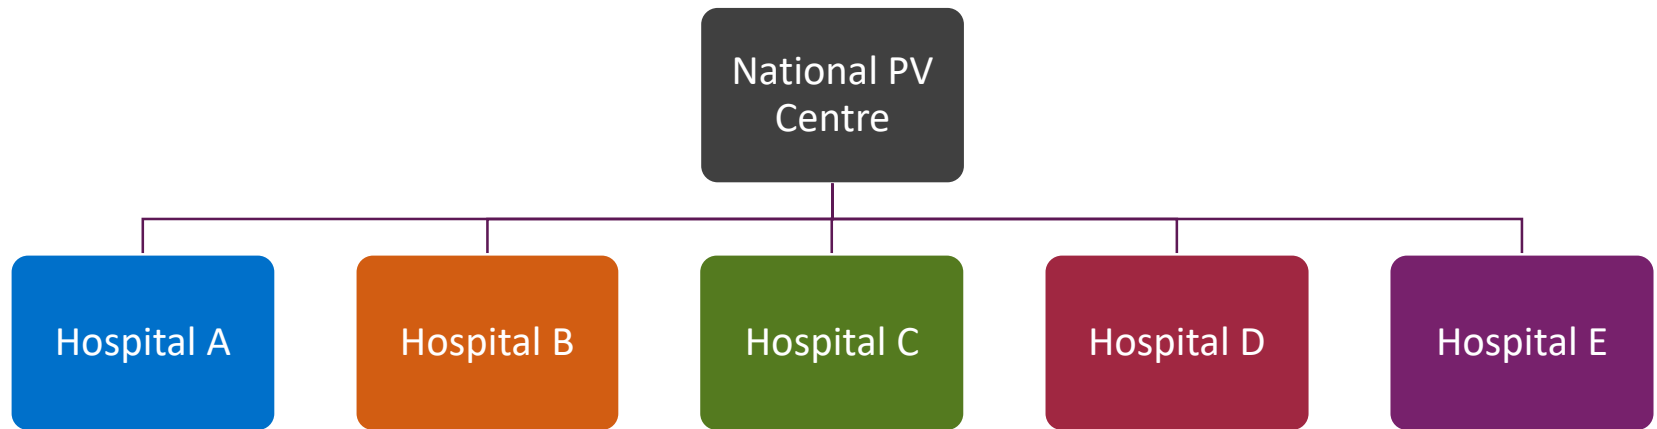 National PV
Centre
Hospital A
Hospital B
Hospital C
Hospital D
Hospital E